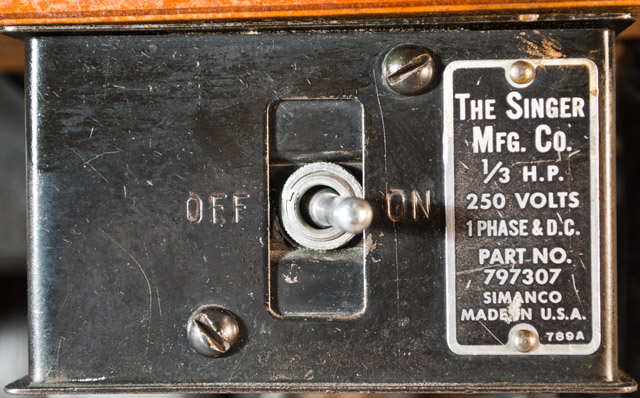 OFF ON
THE SINGER
MFG. CO.
1/3 H.P.
250 VOLTS
1 PHASE & D.C.
PART NO.
797307
SIMANCO
MADE IN U.S.A.
789A